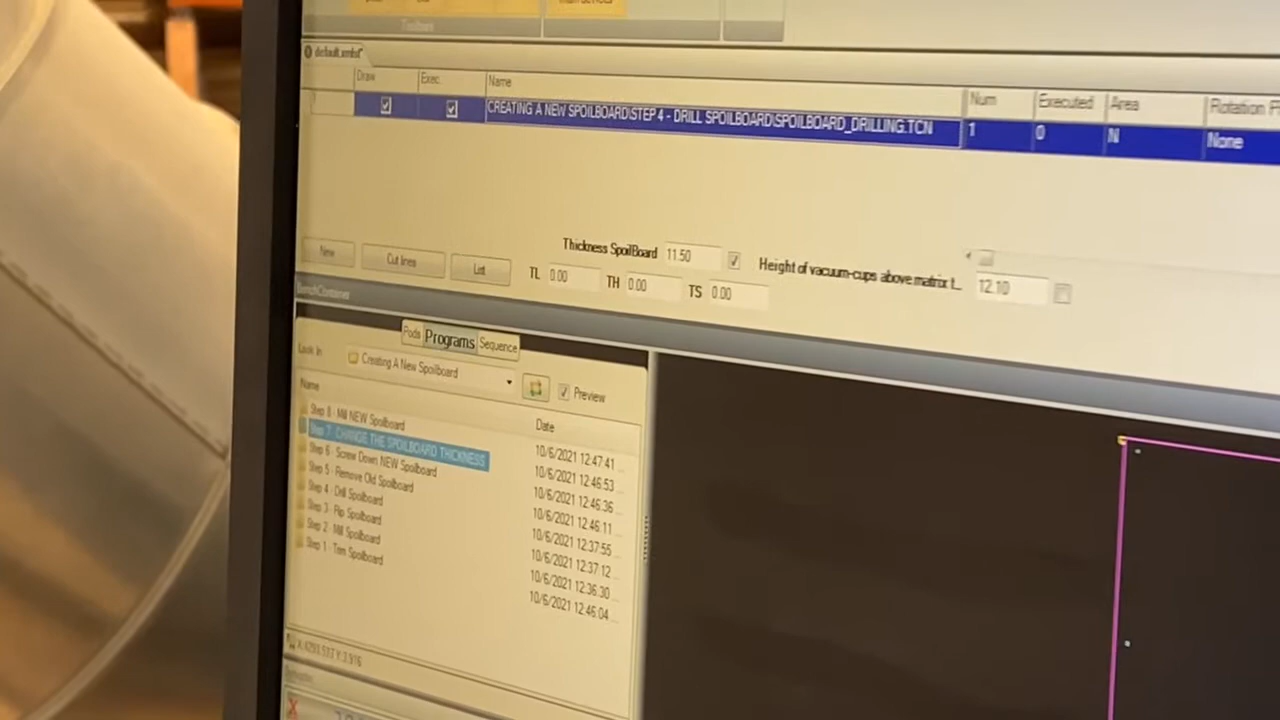 default.xmlst*
Draw Exec. Name Num Executed Area Rotation
CREATING A NEW SPOILBOARD\STEP 4 - DRILL SPOILBOARD\SPOILBOARD_DRILLING.TCN 1 0 N None
New Cut lines List
Thickness SpoilBoard 11.50
TL 0.00 TH 0.00 TS 0.00
Height of vacuum-cups above matrix t... 12.10
BenchContainer
Pods Programs Sequence
Look In Creating A New Spoilboard Preview
Name Date
Step 8 - Mill NEW Spoilboard 10/6/2021 12:47:41 ...
Step 7 CHANGE THE SPOILBOARD THICKNESS 10/6/2021 12:46:53 ...
Step 6 - Screw Down NEW Spoilboard 10/6/2021 12:46:36 ...
Step 5 - Remove Old Spoilboard 10/6/2021 12:46:11 ...
Step 4 - Drill Spoilboard 10/6/2021 12:37:55 ...
Step 3 - Flip Spoilboard 10/6/2021 12:37:12 ...
Step 2 - Mill Spoilboard 10/6/2021 12:36:30 ...
Step 1 - Trim Spoilboard 10/6/2021 12:46:04 ...